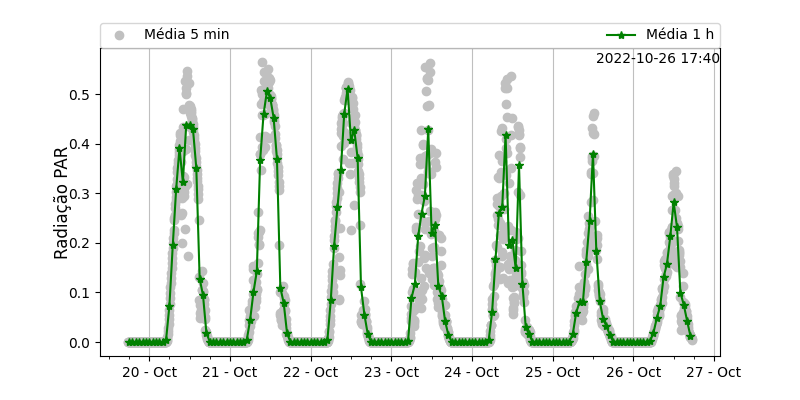 Média 5 min
Média 1 h
2022-10-26 17:40
Radiação PAR
0.5
0.4
0.3
0.2
0.1
0.0
20 - Oct
21 - Oct
22 - Oct
23 - Oct
24 - Oct
25 - Oct
26 - Oct
27 - Oct